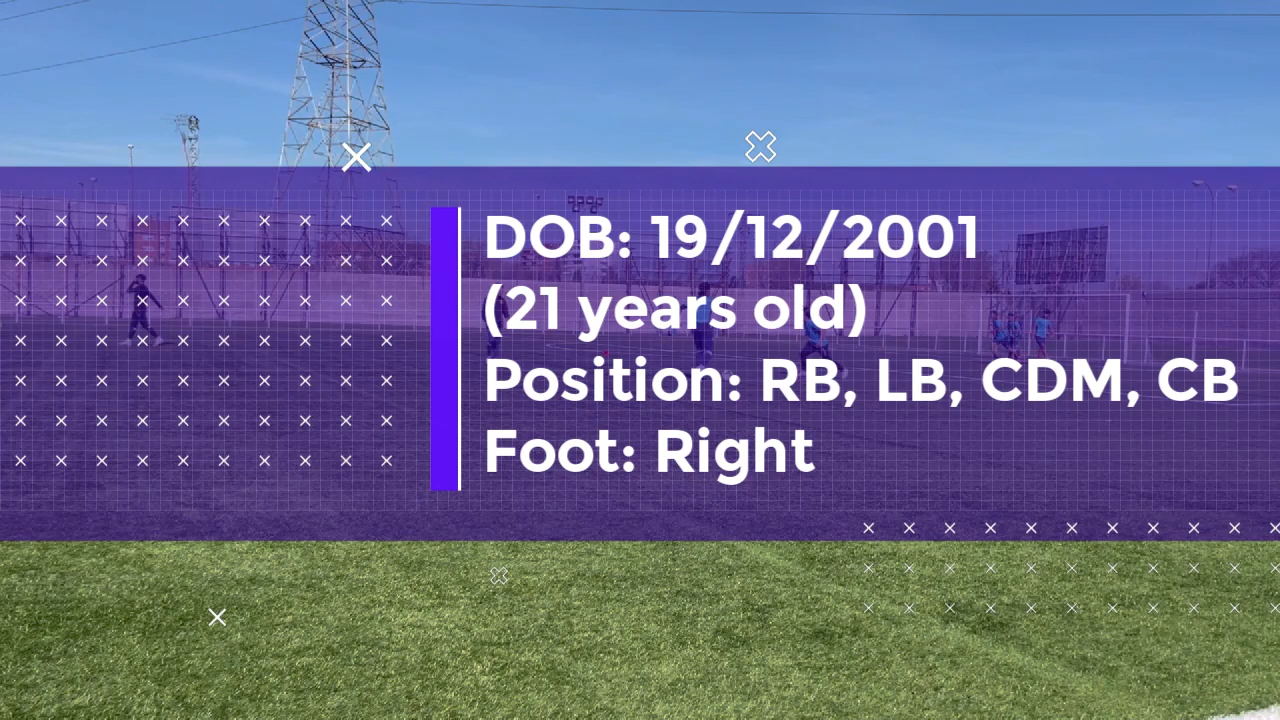 DOB: 19/12/2001
(21 years old)
Position: RB, LB, CDM, CB
Foot: Right